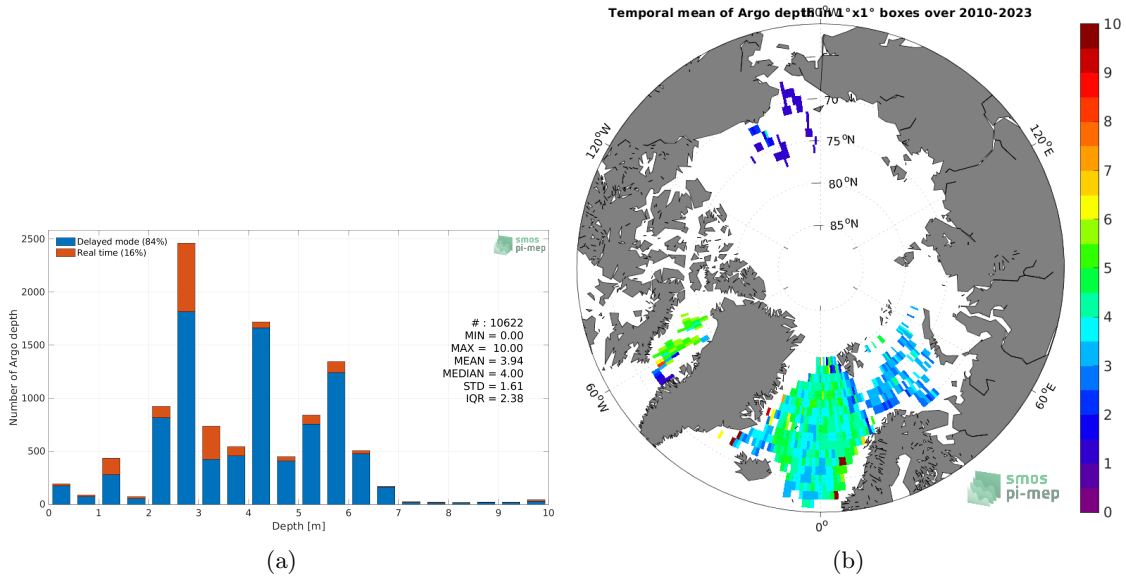 Delayed mode (84%)
Real time (16%)
smos
pi-mep
# : 10622
MIN = 0.00
MAX = 10.00
MEAN = 3.94
MEDIAN = 4.00
STD = 1.61
IQR = 2.38
2500
2000
1500
1000
500
0
Number of Argo depth
0 1 2 3 4 5 6 7 8 9 10
Depth [m]
(a)
Temporal mean of Argo depth in 1°x1° boxes over 2010-2023
70°N
75°N
80°N
85°N
120°W
120°E
60°W
60°E
0°
smos
pi-mep
10
9
8
7
6
5
4
3
2
1
0
(b)